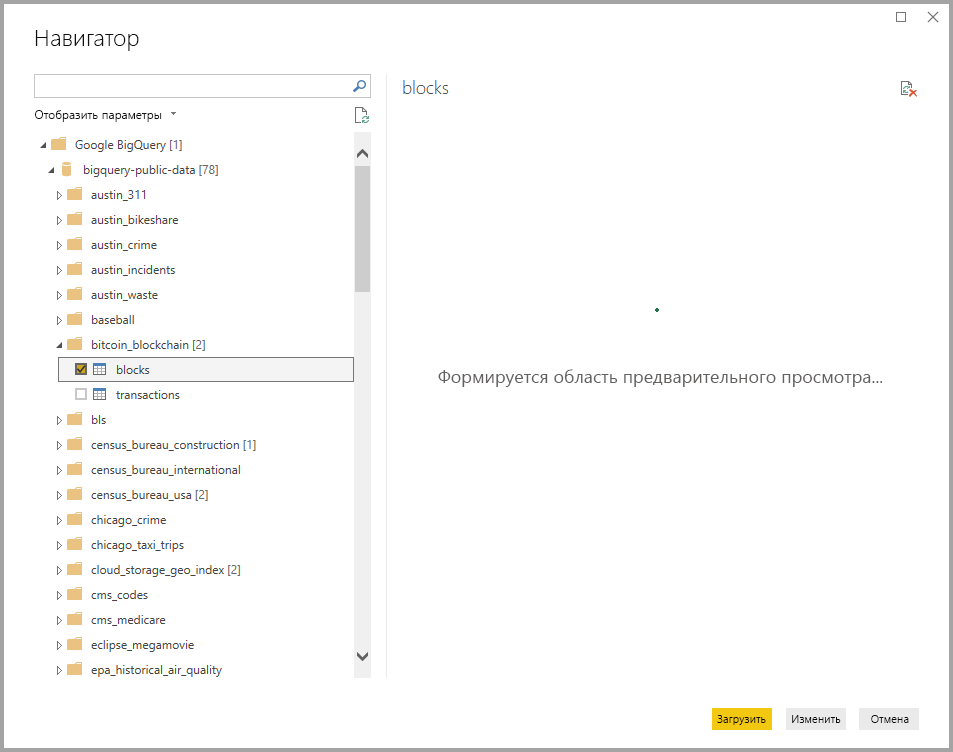 Навигатор
Отобразить параметры
Google BigQuery [1]
bigquery-public-data [78]
austin_311
austin_bikeshare
austin_crime
austin_incidents
austin_waste
baseball
bitcoin_blockchain [2]
blocks
transactions
bls
census_bureau_construction [1]
census_bureau_international
census_bureau_usa [2]
chicago_crime
chicago_taxi_trips
cloud_storage_geo_index [2]
cms_codes
cms_medicare
eclipse_megamovie
epa_historical_air_quality
blocks
Формируется область предварительного просмотра...
Загрузить
Изменить
Отмена